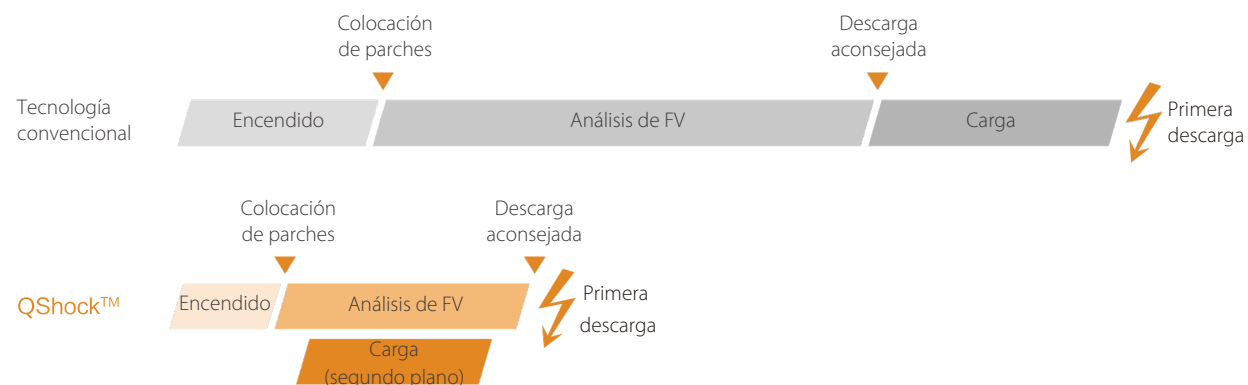 Colocación
de parches
Descarga
aconsejada
Tecnología
convencional
Encendido
Análisis de FV
Carga
Primera
descarga
Colocación
de parches
Descarga
aconsejada
QShock™
Encendido
Análisis de FV
Primera
descarga
Carga
(segundo plano)